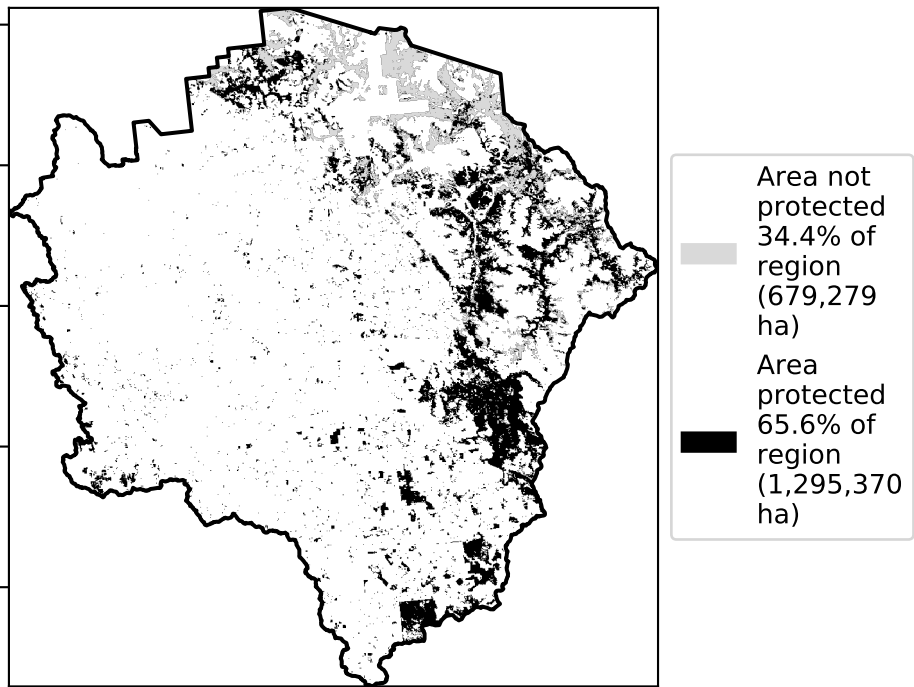 Area not
protected
34.4% of
region
(679,279
ha)
Area
protected
65.6% of
region
(1,295,370
ha)